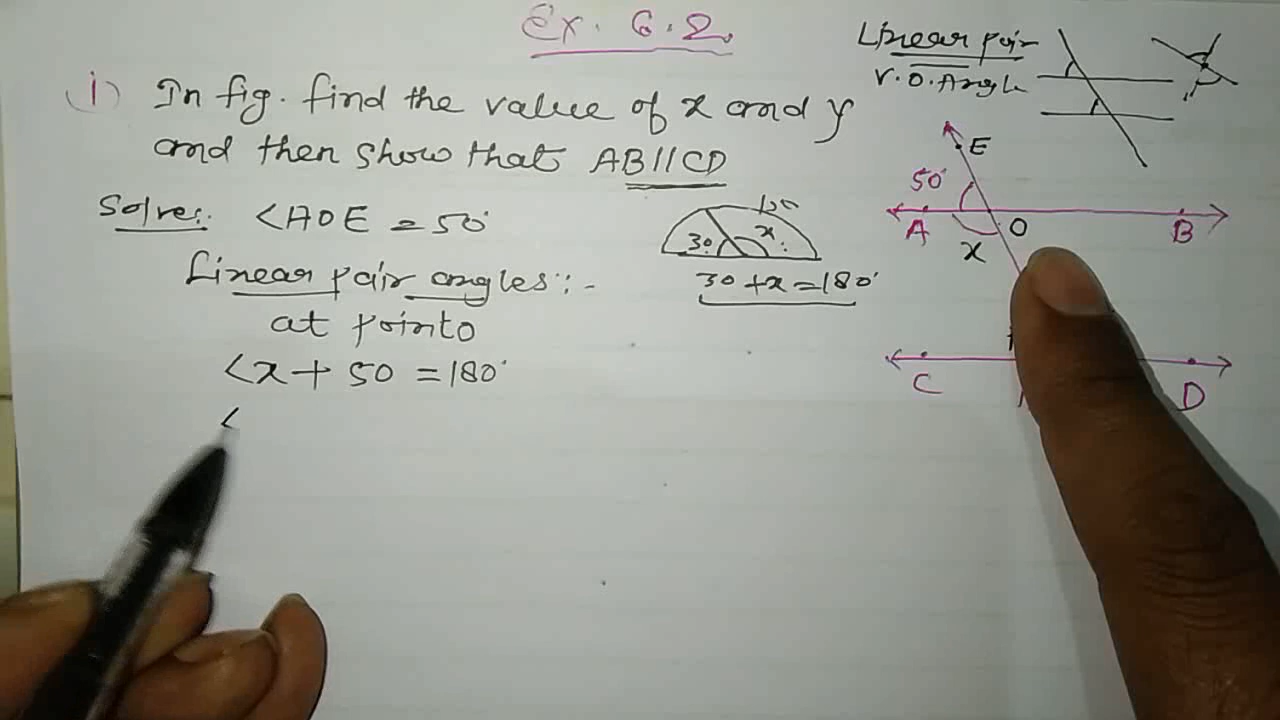 Ex. 6.2.
i) In fig. find the value of x and y
and then show that AB//CD
Solve:. <AOE = 50°
Linear pair angles:-
at point o
<x + 50 = 180°
<
30 x
30 + x = 180°
Linear pair
V.O.Angle
E
50°
A O B
x
C D